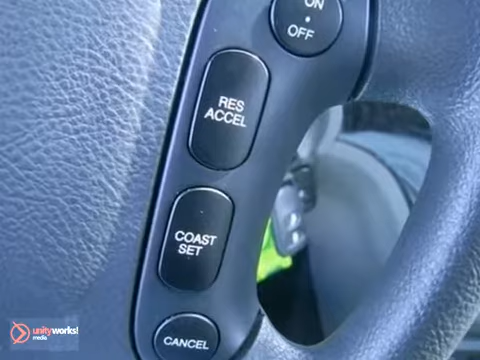 ON
OFF
RES
ACCEL
COAST
SET
CANCEL
unityworks!
media